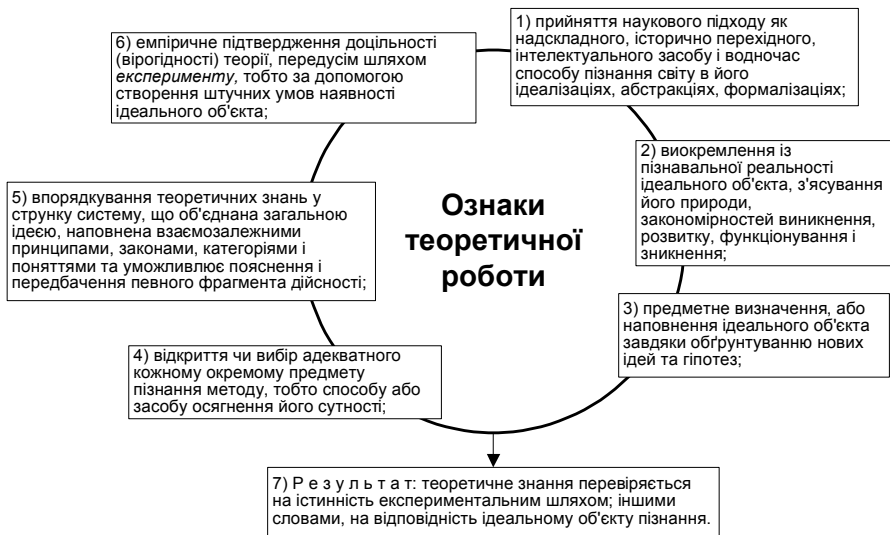 1) прийняття наукового підходу як
надскладного, історично перехідного,
інтелектуального засобу і водночас
способу пізнання світу в його
ідеалізаціях, абстракціях, формалізаціях;
2) виокремлення із
пізнавальної реальності
ідеального об'єкта, з'ясування
його природи,
закономірностей виникнення,
розвитку, функціонування і
зникнення;
3) предметне визначення, або
наповнення ідеального об'єкта
завдяки обґрунтуванню нових
ідей та гіпотез;
4) відкриття чи вибір адекватного
кожному окремому предмету
пізнання методу, тобто способу або
засобу осягнення його сутності;
5) впорядкування теоретичних знань у
струнку систему, що об'єднана загальною
ідеєю, наповнена взаємозалежними
принципами, законами, категоріями і
поняттями та уможливлює пояснення і
передбачення певного фрагмента дійсності;
6) емпіричне підтвердження доцільності
(вірогідності) теорії, передусім шляхом
експерименту, тобто за допомогою
створення штучних умов наявності
ідеального об'єкта;
Ознаки
теоретичної
роботи
7) Р е з у л ь т а т: теоретичне знання перевіряється
на істинність експериментальним шляхом; іншими
словами, на відповідність ідеальному об'єкту пізнання.